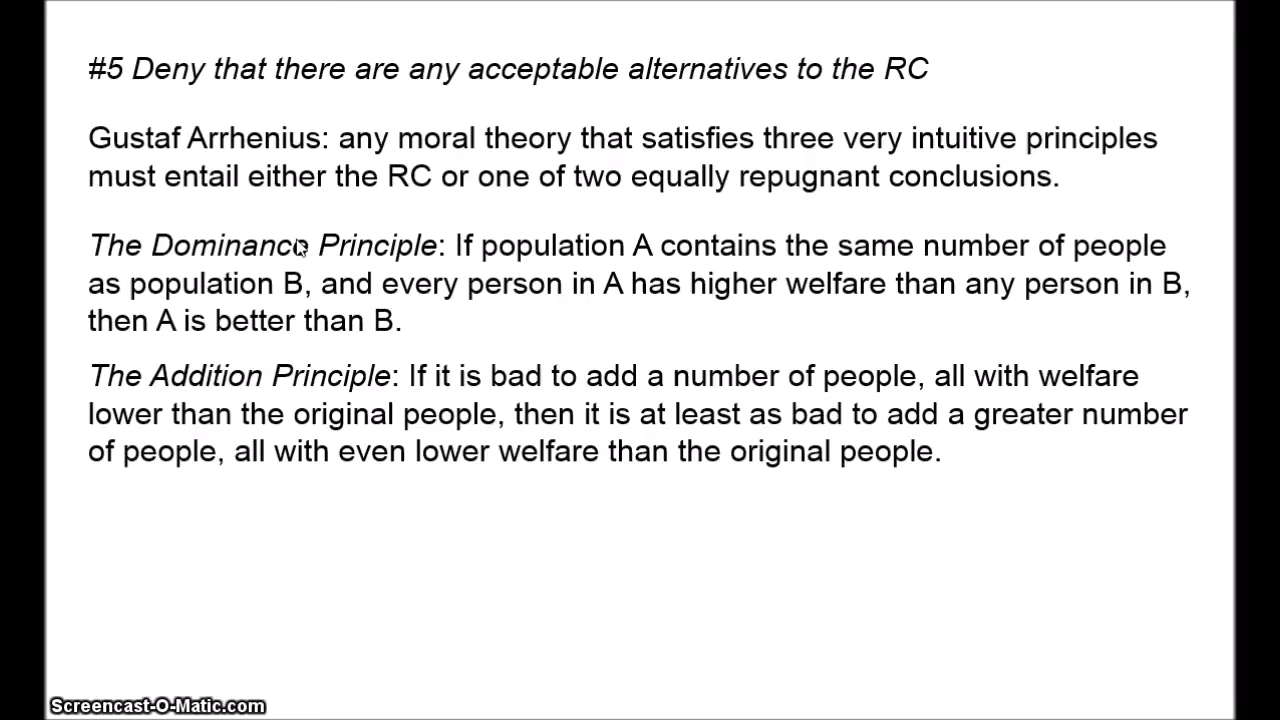 #5 Deny that there are any acceptable alternatives to the RC
Gustaf Arrhenius: any moral theory that satisfies three very intuitive principles
must entail either the RC or one of two equally repugnant conclusions.
The Dominance Principle: If population A contains the same number of people
as population B, and every person in A has higher welfare than any person in B,
then A is better than B.
The Addition Principle: If it is bad to add a number of people, all with welfare
lower than the original people, then it is at least as bad to add a greater number
of people, all with even lower welfare than the original people.
Screencast-O-Matic.com